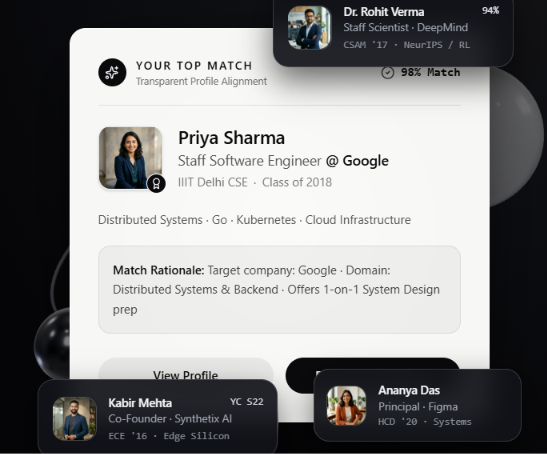 Dr. Rohit Verma 94%
Staff Scientist · DeepMind
CSAM '17 · NeurIPS / RL
YOUR TOP MATCH
Transparent Profile Alignment
98% Match
Priya Sharma
Staff Software Engineer @ Google
IIIT Delhi CSE · Class of 2018
Distributed Systems · Go · Kubernetes · Cloud Infrastructure
Match Rationale: Target company: Google · Domain:
Distributed Systems & Backend · Offers 1-on-1 System Design
prep
View Profile
Kabir Mehta YC S22
Co-Founder · Synthetix AI
ECE '16 · Edge Silicon
Ananya Das
Principal · Figma
HCD '20 · Systems